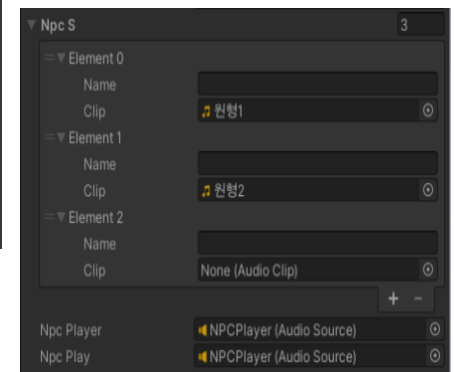 Npc S 3
Element 0
Name
Clip 원형1
Element 1
Name
Clip 원형2
Element 2
Name
Clip None (Audio Clip)
+ -
Npc Player NPCPlayer (Audio Source)
Npc Play NPCPlayer (Audio Source)